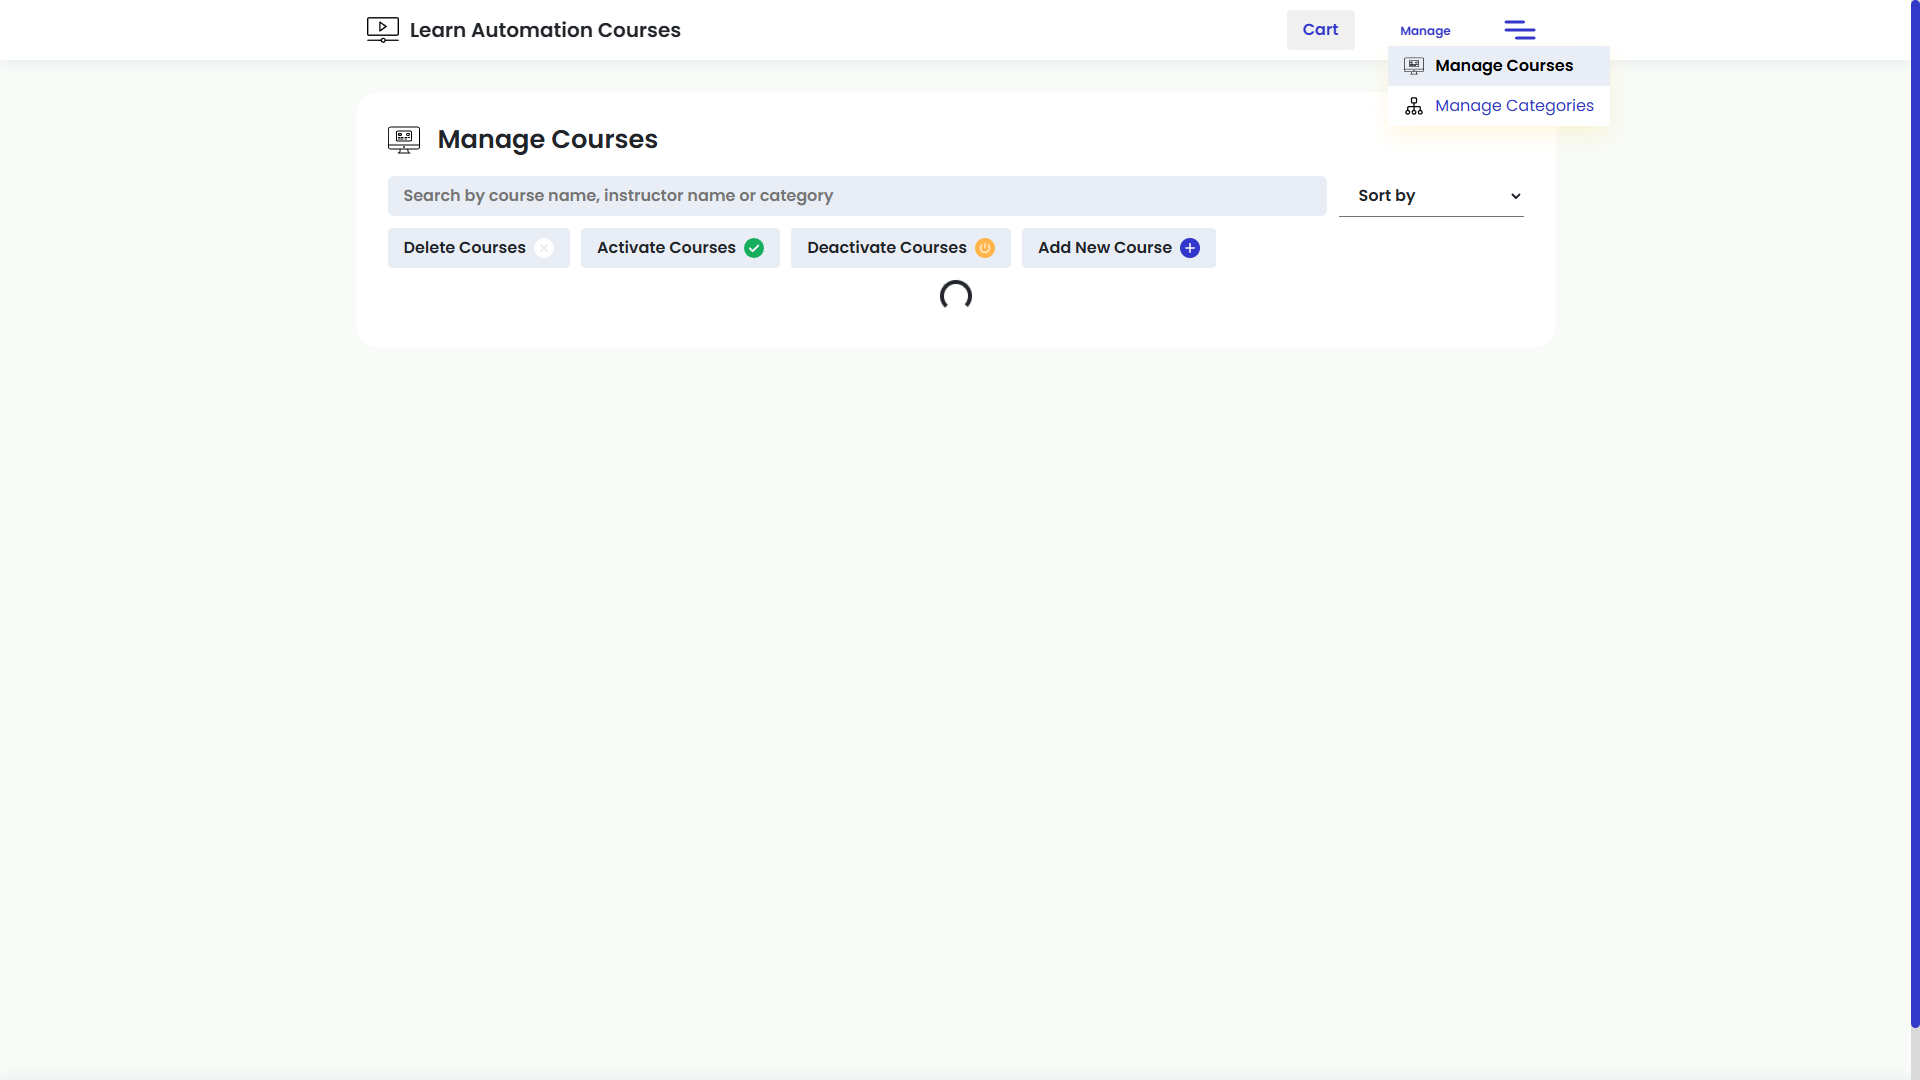 Learn Automation Courses
Cart
Manage
Manage Courses
Manage Categories
Manage Courses
Search by course name, instructor name or category
Sort by
Delete Courses
Activate Courses
Deactivate Courses
Add New Course